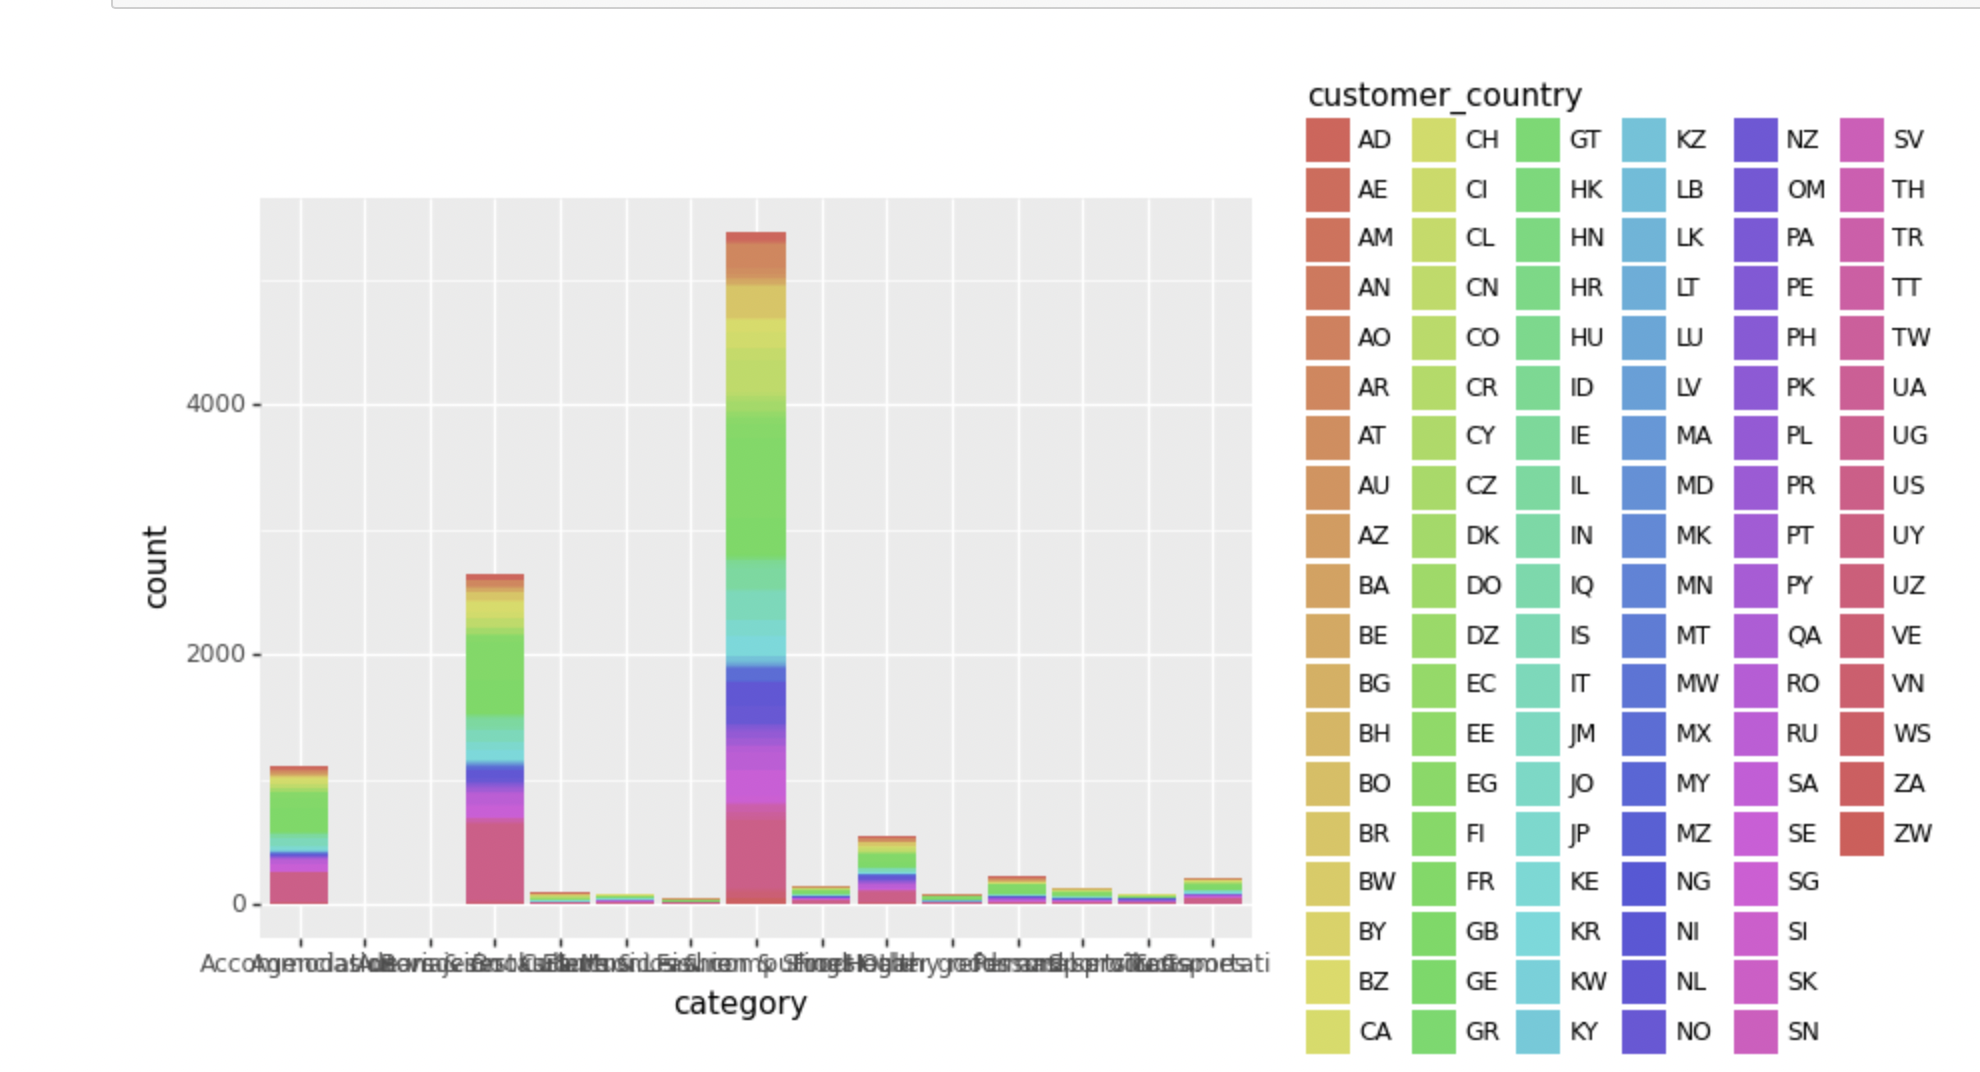 customer_country
AD CH GT KZ NZ SV
AE CI HK LB OM TH
AM CL HN LK PA TR
AN CN HR LT PE TT
AO CO HU LU PH TW
AR CR ID LV PK UA
AT CY IE MA PL UG
AU CZ IL MD PR US
AZ DK IN MK PT UY
BA DO IQ MN PY UZ
BE DZ IS MT QA VE
BG EC IT MW RO VN
BH EE JM MX RU WS
BO EG JO MY SA ZA
BR FI JP MZ SE ZW
BW FR KE NG SG
BY GB KR NI SI
BZ GE KW NL SK
CA GR KY NO SN
count
4000
2000
0
category